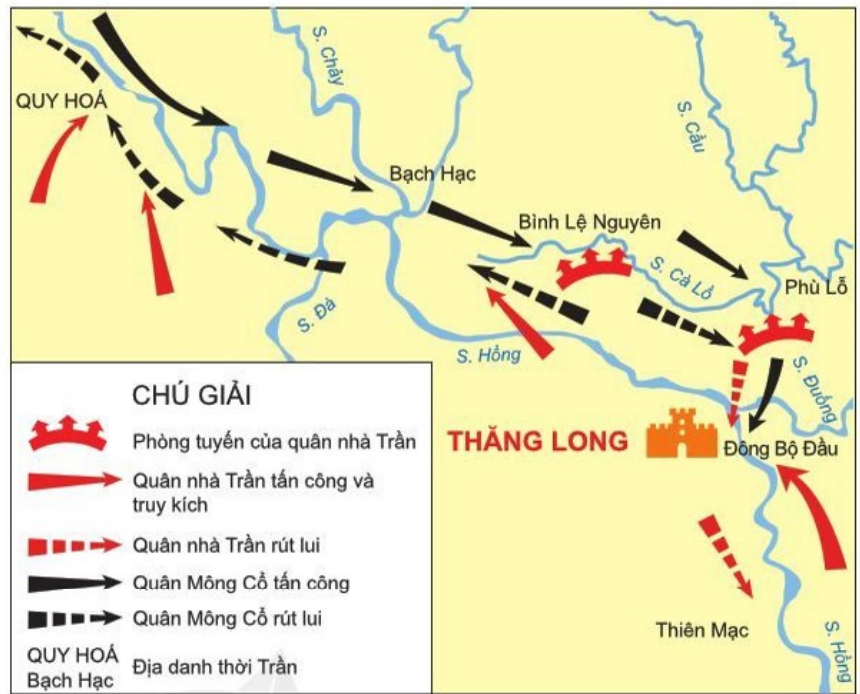 S. Chảy
QUY HOÁ
S. Cầu
Bạch Hạc
Bình Lệ Nguyên
S. Cà Lồ
Phù Lỗ
S. Đà
S. Hồng
S. Đuống
THĂNG LONG
Đông Bộ Đầu
Thiên Mạc
S. Hồng
CHÚ GIẢI
Phòng tuyến của quân nhà Trần
Quân nhà Trần tấn công và
truy kích
Quân nhà Trần rút lui
Quân Mông Cổ tấn công
Quân Mông Cổ rút lui
QUY HOÁ
Bạch Hạc
Địa danh thời Trần